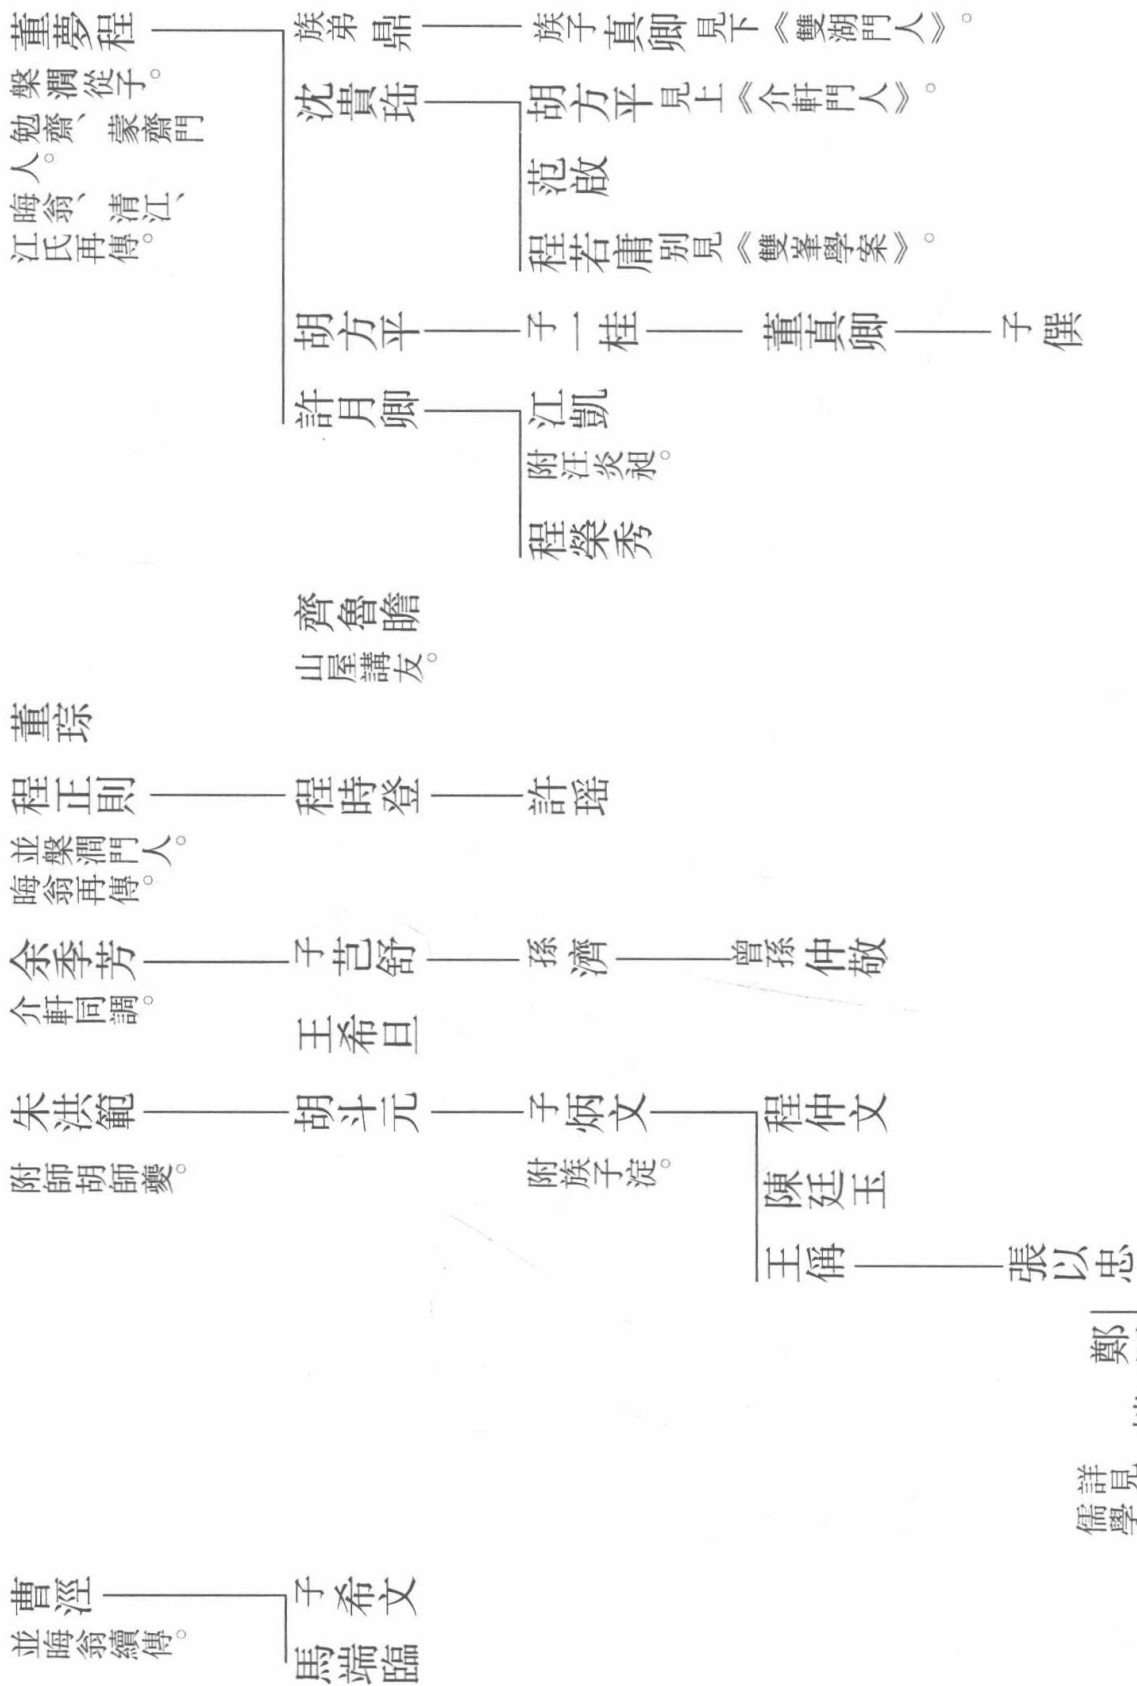 董夢程
槃澗從子。
勉齋、蒙齋門
人。
晦翁、清江、
江氏再傳。
族弟鼎
族子真卿見下《雙湖門人》。
沈貴珤
胡方平見上《介軒門人》。
范啟
程若庸別見《雙峯學案》。
胡方平
子一桂
董真卿
子僎
許月卿
江凱
附汪炎昶。
程榮秀
齊魯瞻
山屋講友。
董琮
程正則
並槃澗門人。
晦翁再傳。
程時登
許瑶
余季芳
介軒同調。
子芑舒
孫濟
曾孫仲敬
王希旦
朱洪範
附師胡師夔。
胡斗元
子炳文
附族子淀。
程仲文
陳廷玉
王偁
張以忠
鄭
詳見
儒學
曹涇
並晦翁續傳。
子希文
馬端臨